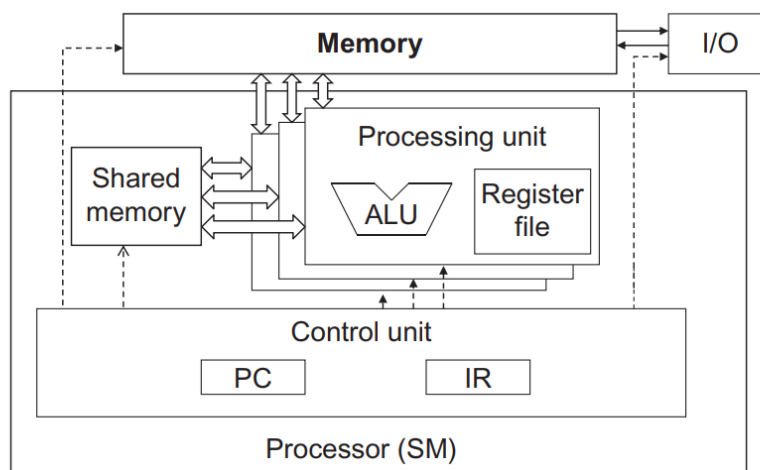 Memory
I/O
Processing unit
Shared
memory
ALU
Register
file
Control unit
PC
IR
Processor (SM)